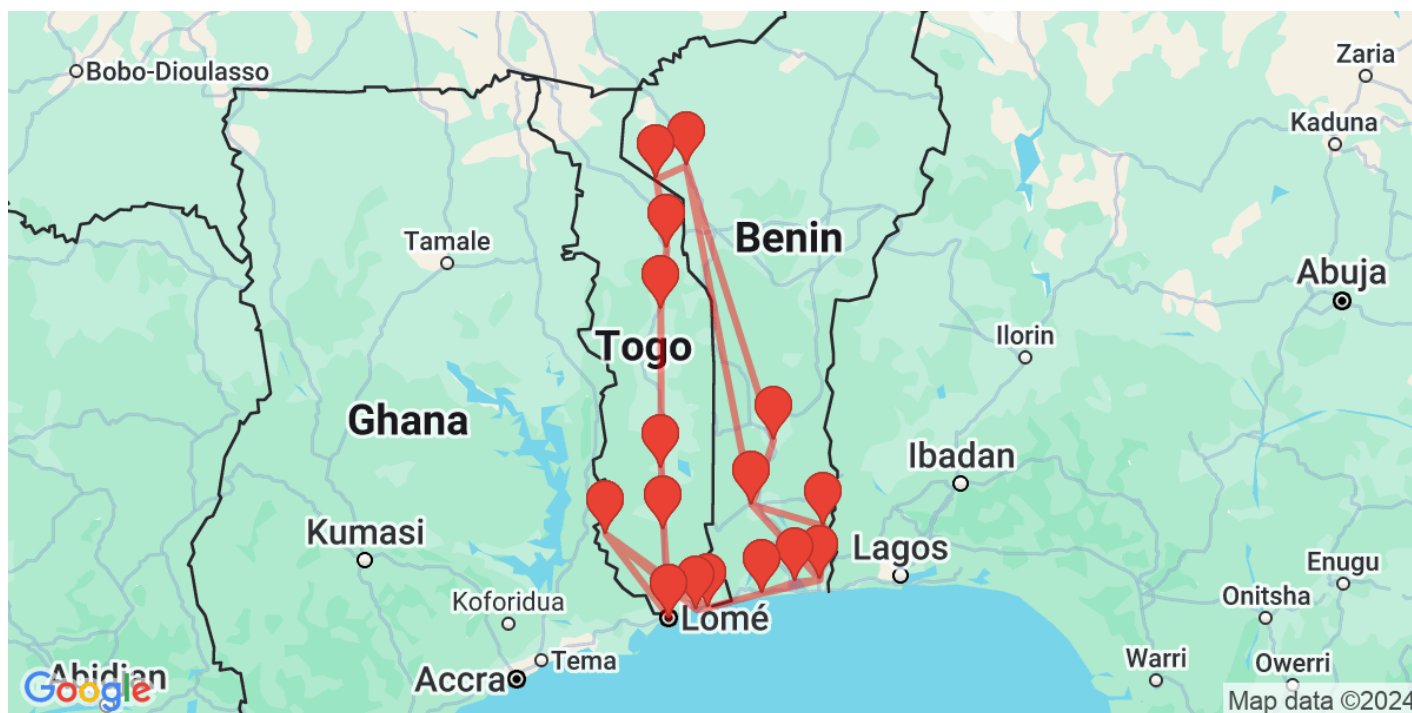 Zaria
Bobo-Dioulasso
Kaduna
Tamale
Benin
Abuja
Ilorin
Togo
Ghana
Ibadan
Kumasi
Lagos
Enugu
Koforidua
Onitsha
Lomé
Tema
Warri
Owerri
Abidjan
Accra
Google
Map data ©2024